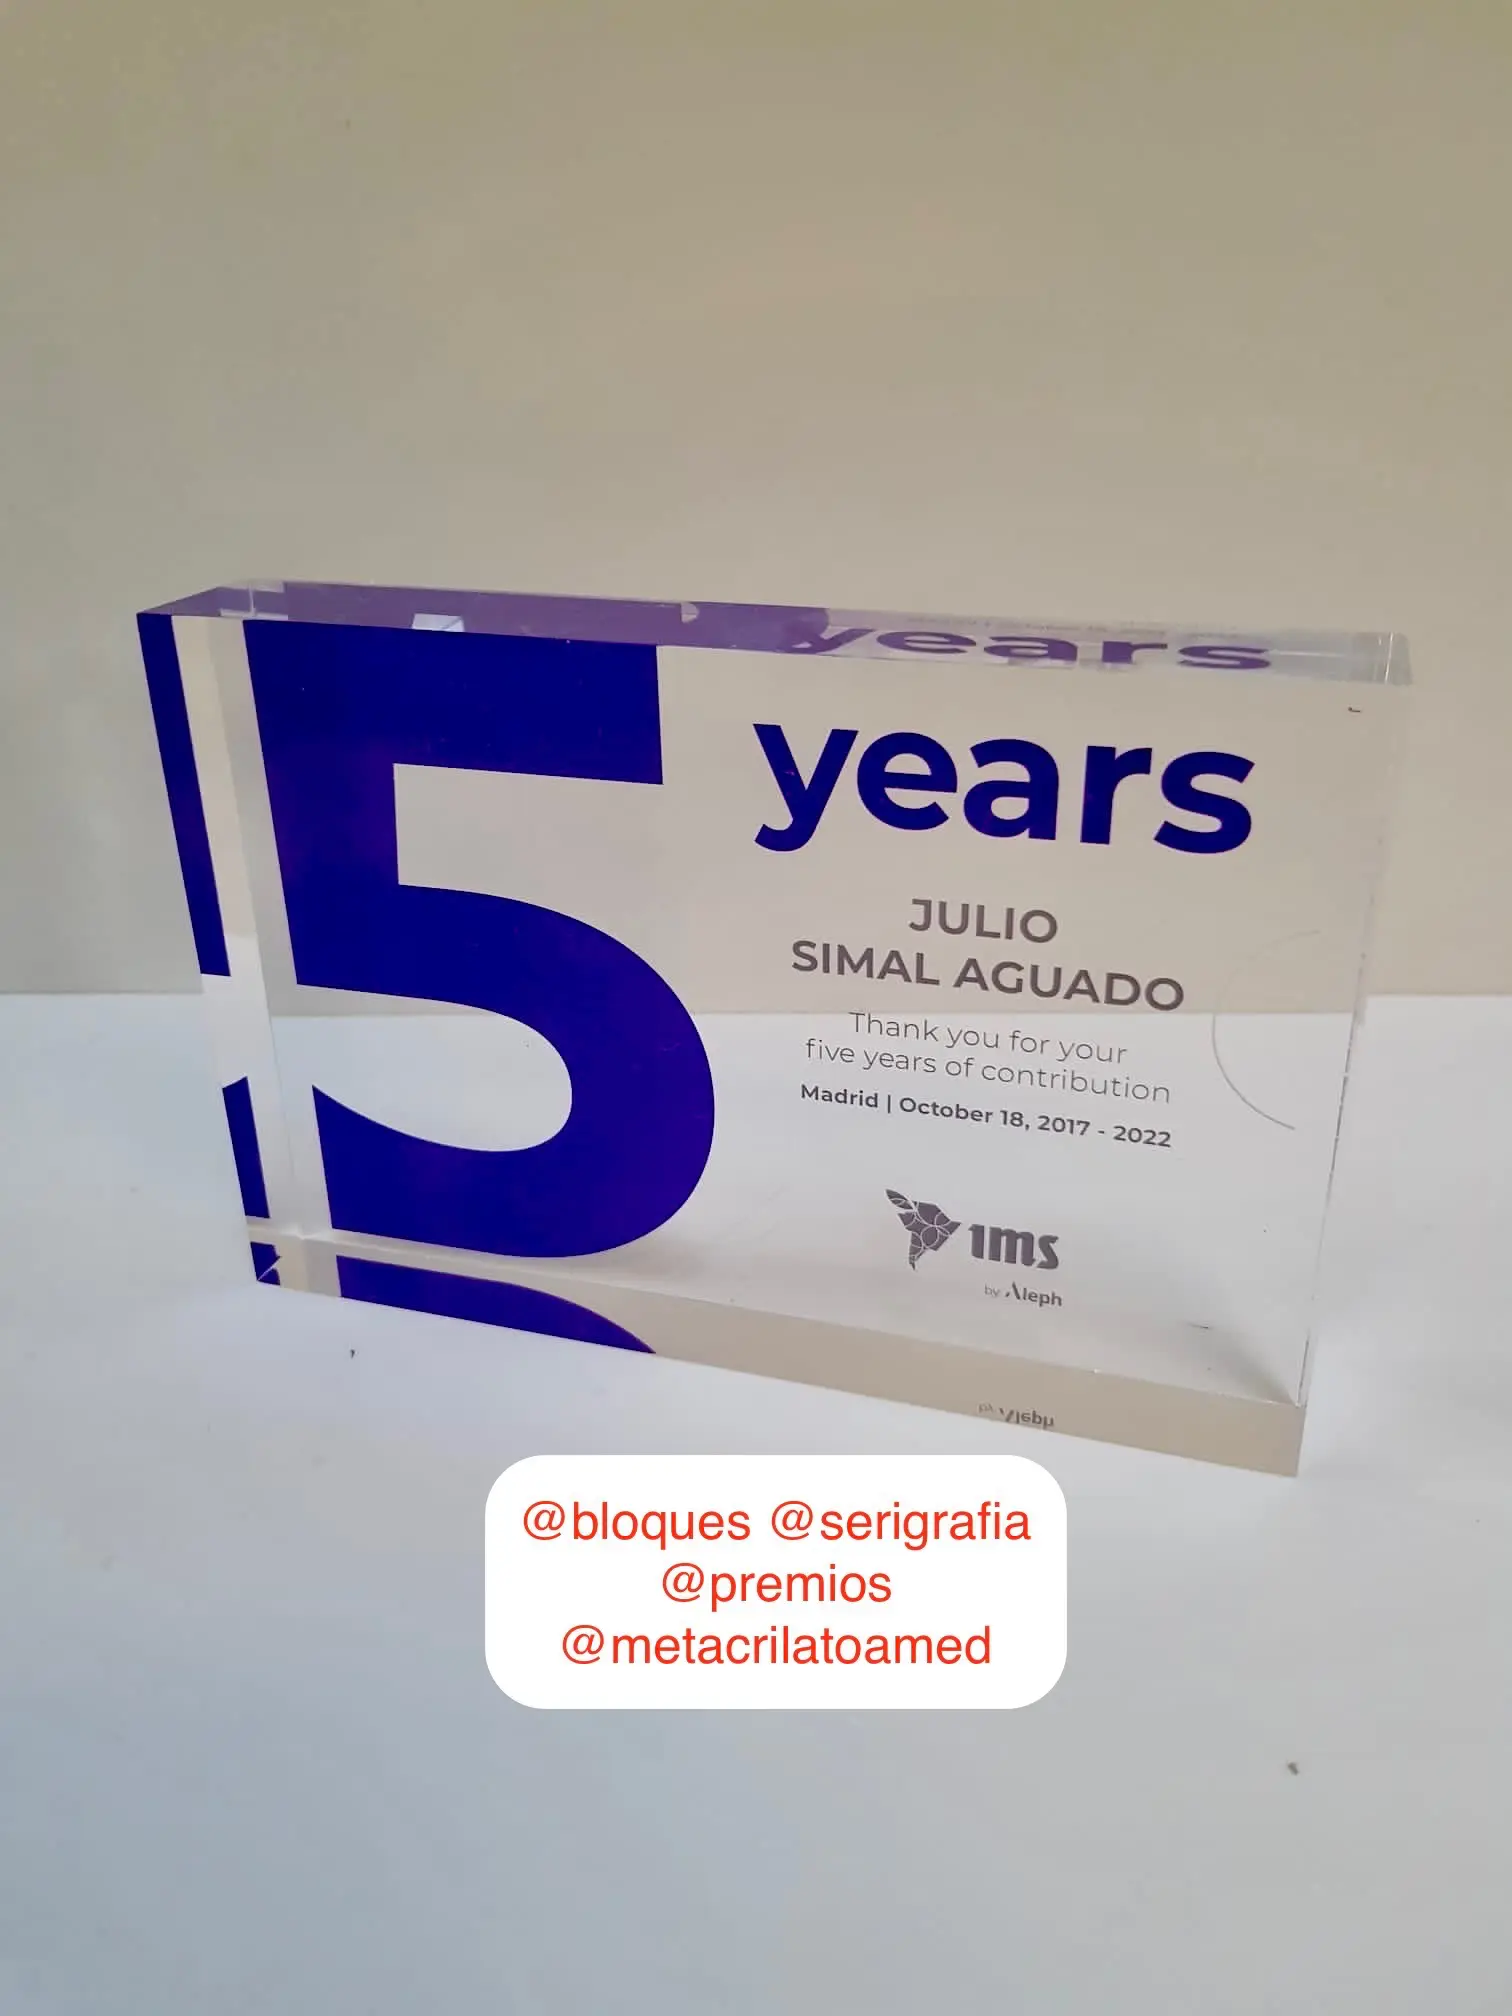 5 years
JULIO
SIMAL AGUADO
Thank you for your
five years of contribution
Madrid | October 18, 2017 - 2022
IMS
by Aleph
@bloques @serigrafia
@premios
@metacrilatoamed